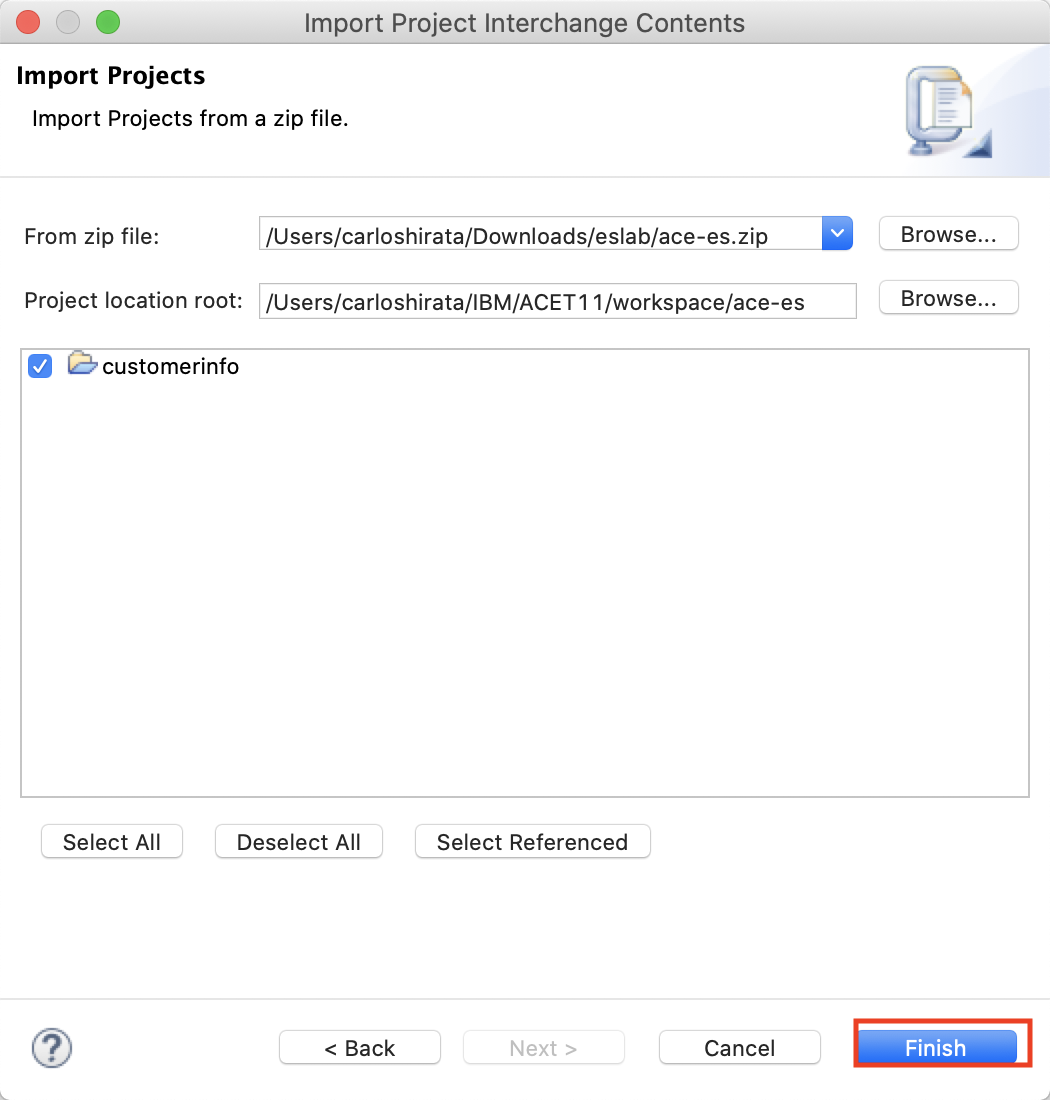 Import Project Interchange Contents
Import Projects
Import Projects from a zip file.
From zip file: /Users/carloshirata/Downloads/eslab/ace-es.zip Browse...
Project location root: /Users/carloshirata/IBM/ACET11/workspace/ace-es Browse...
customerinfo
Select All Deselect All Select Referenced
? < Back Next > Cancel Finish